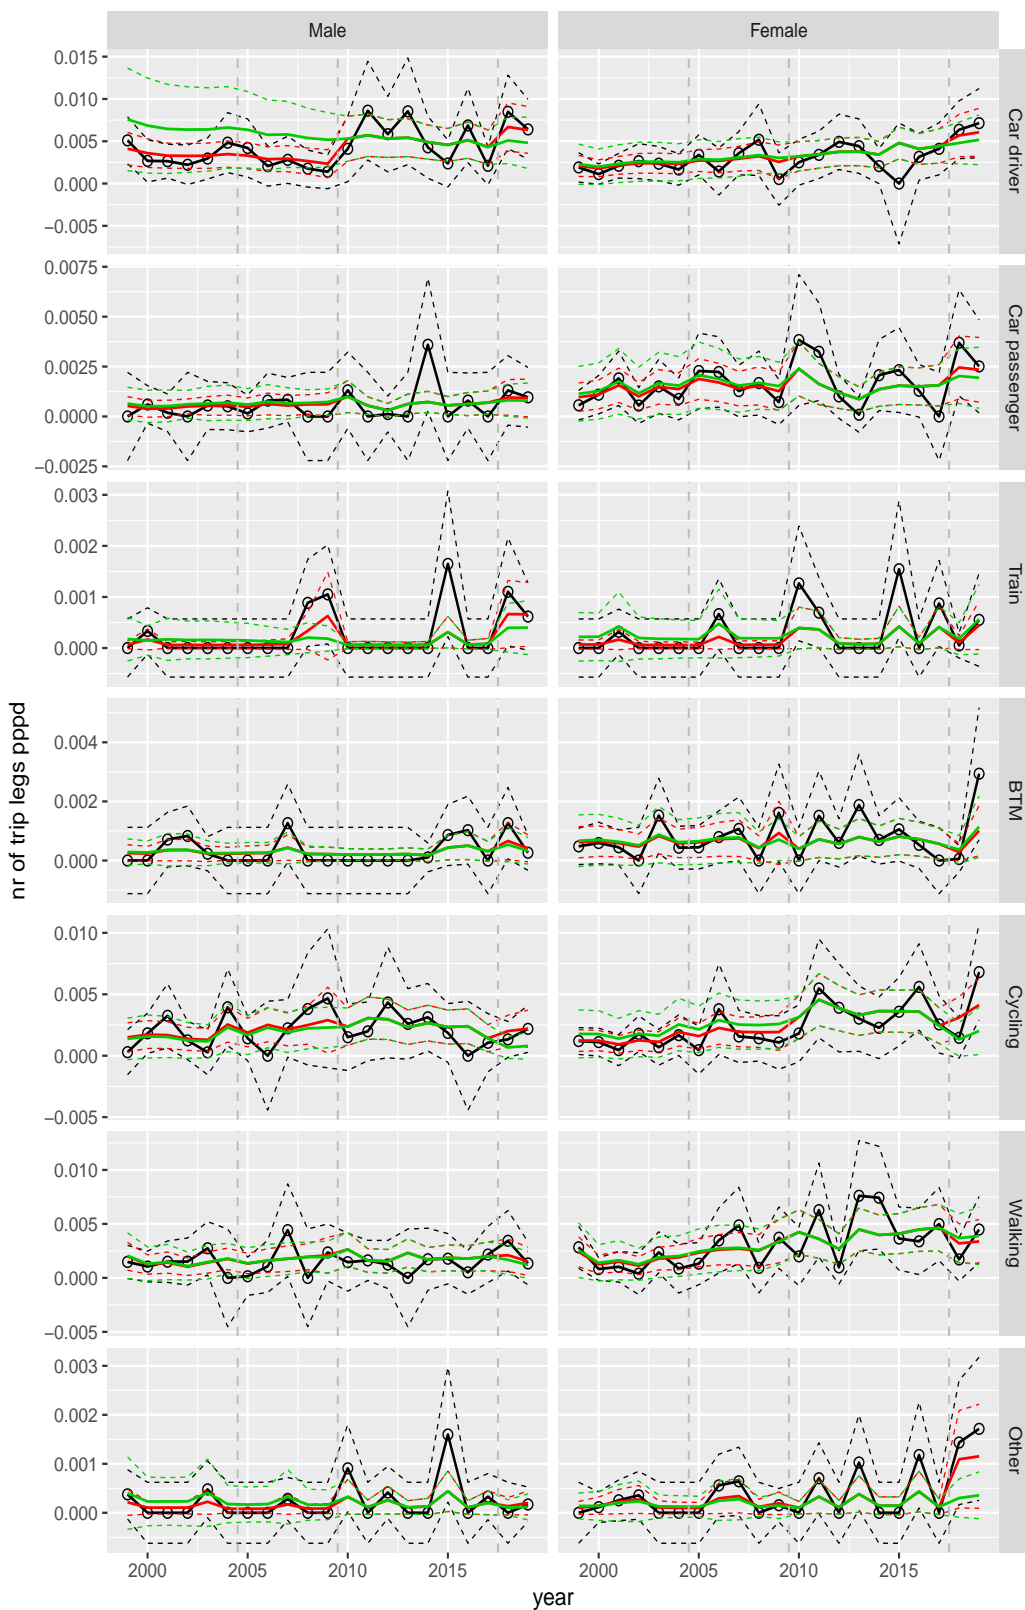 Male Female
0.015
0.010
0.005
0.000
−0.005
Car driver
0.0075
0.0050
0.0025
0.0000
−0.0025
Car passenger
0.003
0.002
0.001
0.000
Train
0.004
0.002
0.000
BTM
0.010
0.005
0.000
−0.005
Cycling
0.010
0.005
0.000
−0.005
Walking
0.003
0.002
0.001
0.000
Other
nr of trip legs pppd
2000 2005 2010 2015 2000 2005 2010 2015
year